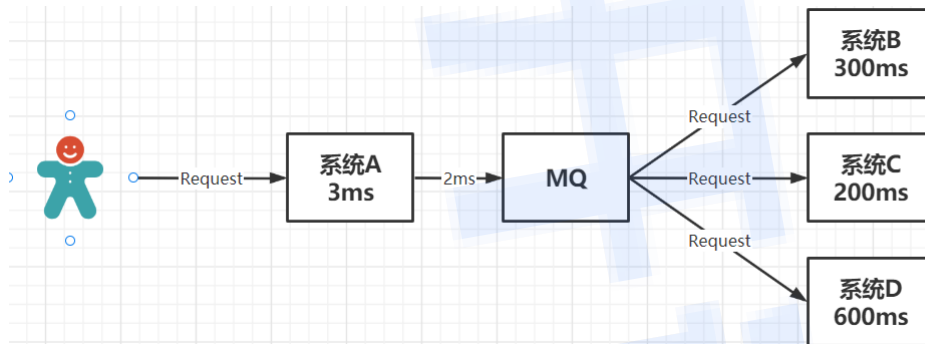 系统B
300ms
Request
Request
系统A
3ms
2ms
MQ
Request
系统C
200ms
Request
系统D
600ms